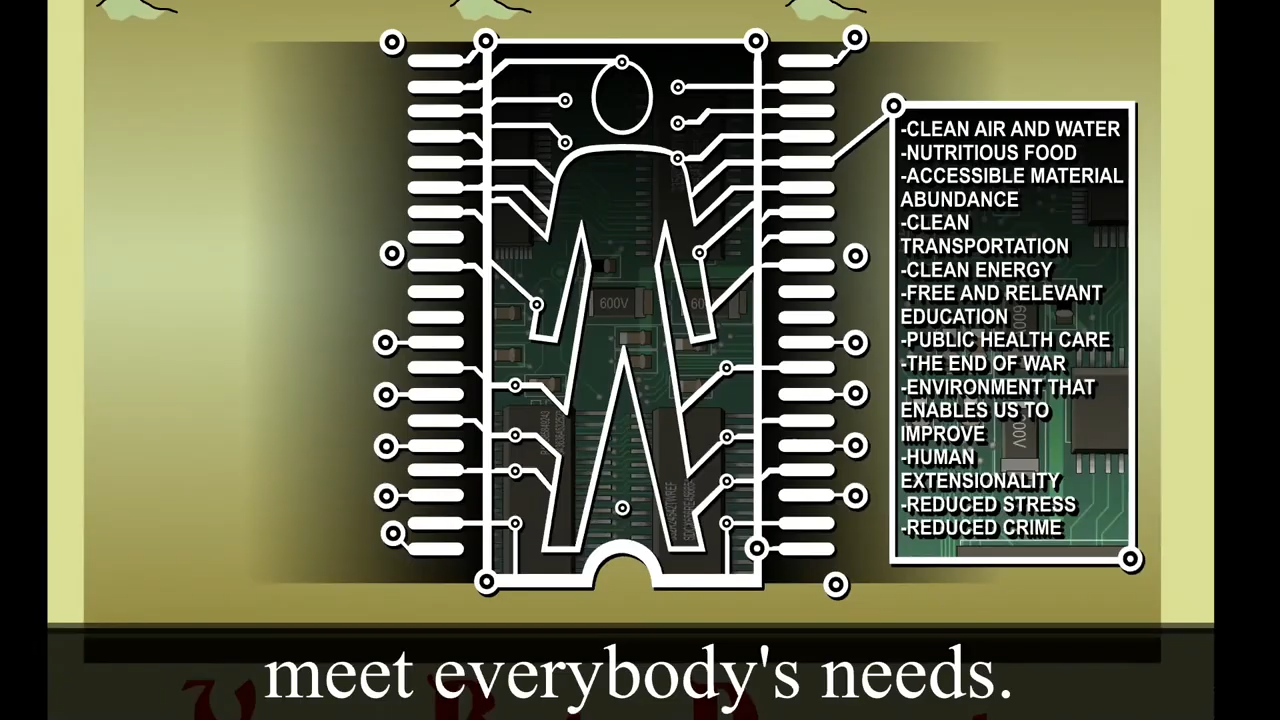 -CLEAN AIR AND WATER
-NUTRITIOUS FOOD
-ACCESSIBLE MATERIAL
ABUNDANCE
-CLEAN
TRANSPORTATION
-CLEAN ENERGY
-FREE AND RELEVANT
EDUCATION
-PUBLIC HEALTH CARE
-THE END OF WAR
-ENVIRONMENT THAT
ENABLES US TO
IMPROVE
-HUMAN
EXTENSIONALITY
-REDUCED STRESS
-REDUCED CRIME
600V
meet everybody's needs.